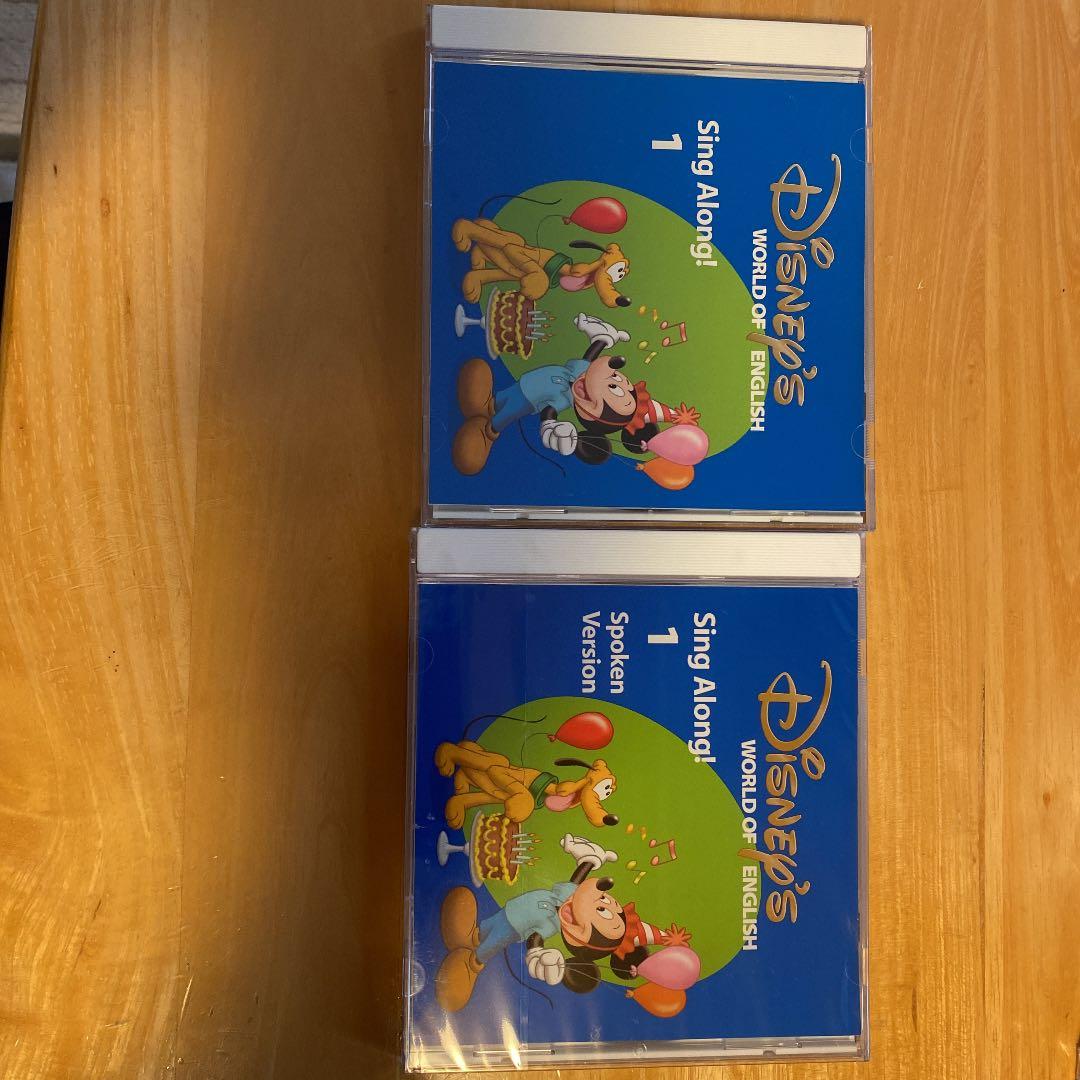 Disney's
WORLD OF ENGLISH
Sing Along!
1
Disney's
WORLD OF ENGLISH
Sing Along!
1
Spoken
Version